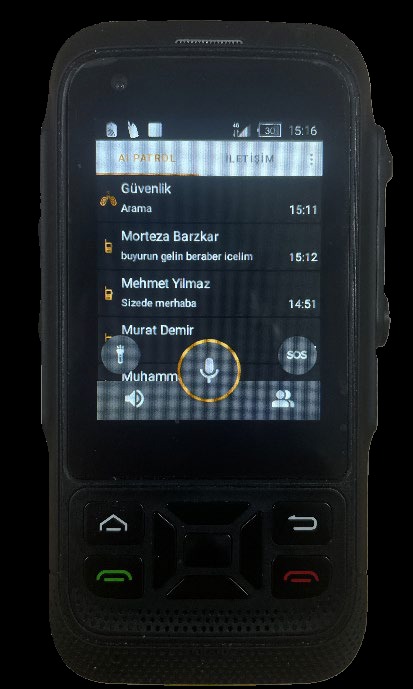 4G 30 15:16
AI PATROL İLETİŞİM
Güvenlik
Arama 15:11
Morteza Barzkar
buyurun gelin beraber icelim 15:12
Mehmet Yilmaz
Sizede merhaba 14:51
Murat Demir
SOS
Muhamm